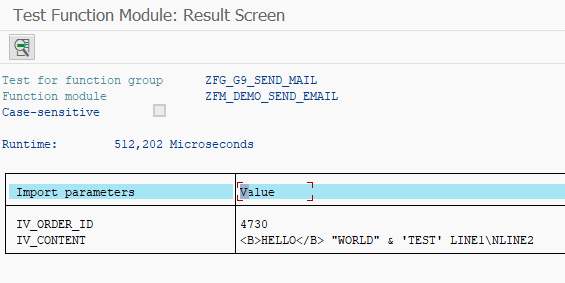 Test Function Module: Result Screen
Test for function group ZFG_G9_SEND_MAIL
Function module ZFM_DEMO_SEND_EMAIL
Case-sensitive
Runtime: 512,202 Microseconds
Import parameters Value
IV_ORDER_ID 4730
IV_CONTENT <B>HELLO</B> "WORLD" & 'TEST' LINE1\NLINE2